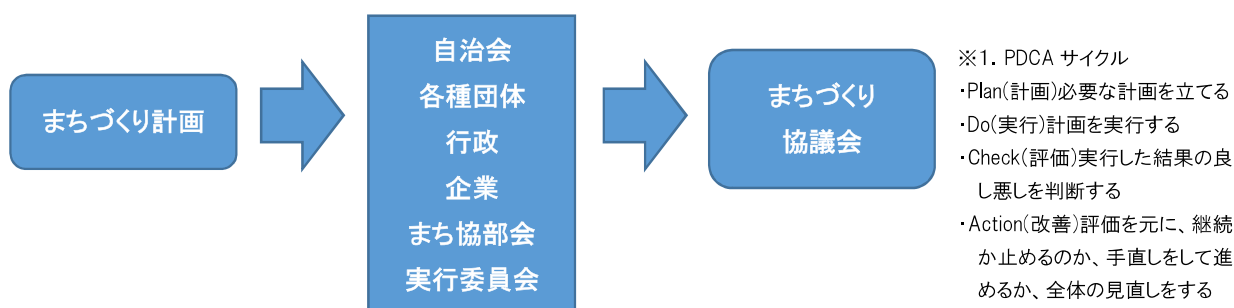 まちづくり計画
自治会
各種団体
行政
企業
まち協部会
実行委員会
まちづくり
協議会
※1. PDCA サイクル
・Plan(計画)必要な計画を立てる
・Do(実行)計画を実行する
・Check(評価)実行した結果の良
し悪しを判断する
・Action(改善)評価を元に、継続
か止めるのか、手直しをして進
めるか、全体の見直しをする